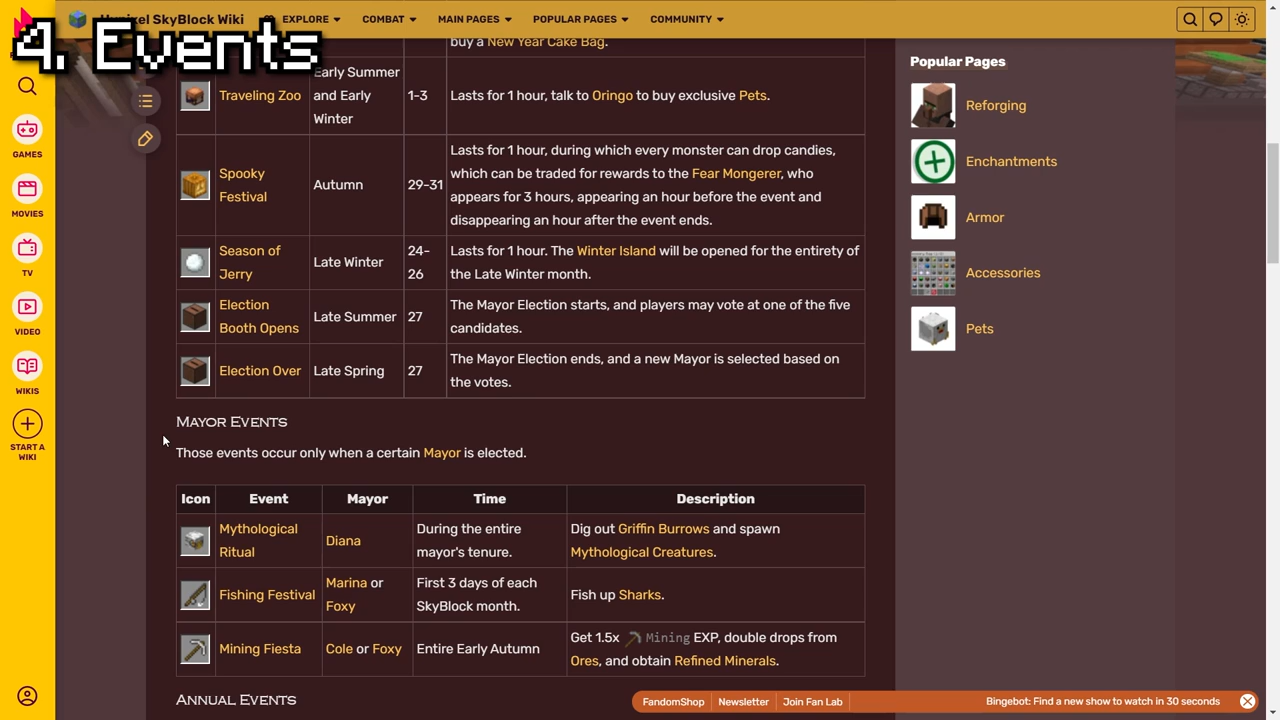 4. Events
Hypixel SkyBlock Wiki
EXPLORE
COMBAT
MAIN PAGES
POPULAR PAGES
COMMUNITY
GAMES
MOVIES
TV
VIDEO
WIKIS
START A
WIKI
buy a New Year Cake Bag.
Traveling Zoo
Early Summer
and Early
Winter
1-3
Lasts for 1 hour, talk to Oringo to buy exclusive Pets.
Spooky
Festival
Autumn
29-31
Lasts for 1 hour, during which every monster can drop candies,
which can be traded for rewards to the Fear Mongerer, who
appears for 3 hours, appearing an hour before the event and
disappearing an hour after the event ends.
Season of
Jerry
Late Winter
24-
26
Lasts for 1 hour. The Winter Island will be opened for the entirety of
the Late Winter month.
Election
Booth Opens
Late Summer
27
The Mayor Election starts, and players may vote at one of the five
candidates.
Election Over
Late Spring
27
The Mayor Election ends, and a new Mayor is selected based on
the votes.
MAYOR EVENTS
Those events occur only when a certain Mayor is elected.
Icon
Event
Mayor
Time
Description
Mythological
Ritual
Diana
During the entire
mayor's tenure.
Dig out Griffin Burrows and spawn
Mythological Creatures.
Fishing Festival
Marina or
Foxy
First 3 days of each
SkyBlock month.
Fish up Sharks.
Mining Fiesta
Cole or Foxy
Entire Early Autumn
Get 1.5x Mining EXP, double drops from
Ores, and obtain Refined Minerals.
ANNUAL EVENTS
Popular Pages
Reforging
Enchantments
Armor
Accessories
Pets
FandomShop
Newsletter
Join Fan Lab
Bingebot: Find a new show to watch in 30 seconds